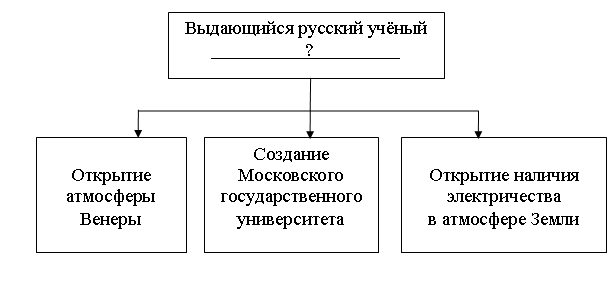 Выдающийся русский учёный
?
Открытие
атмосферы
Венеры
Создание
Московского
государственного
университета
Открытие наличия
электричества
в атмосфере Земли